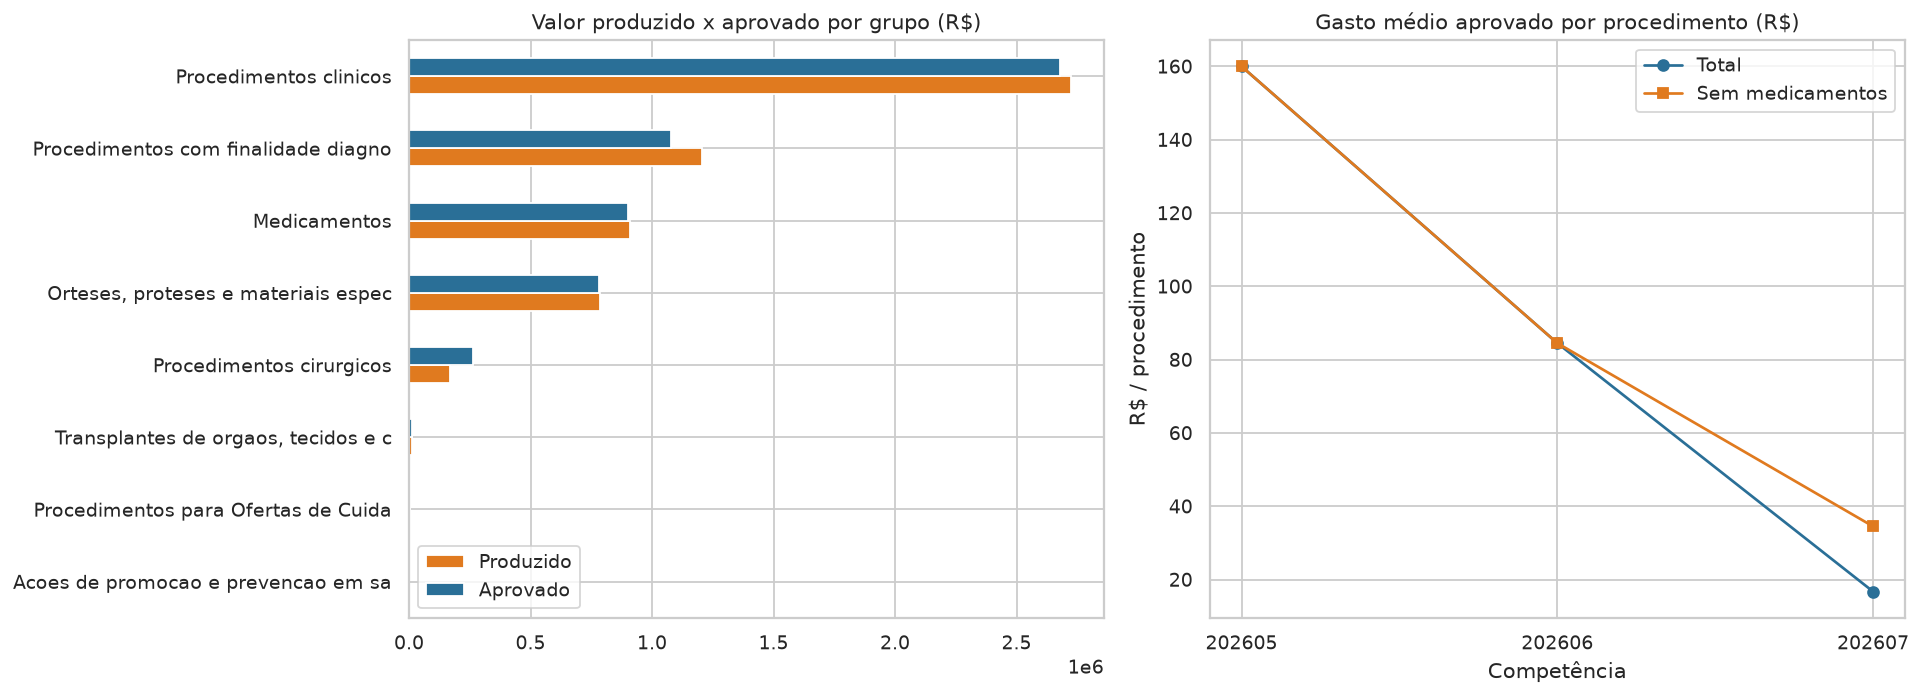 Valor produzido x aprovado por grupo (R$)
Procedimentos clinicos
Procedimentos com finalidade diagno
Medicamentos
Orteses, proteses e materiais espec
Procedimentos cirurgicos
Transplantes de orgaos, tecidos e c
Procedimentos para Ofertas de Cuida
Acoes de promocao e prevencao em sa
Produzido
Aprovado
0.0 0.5 1.0 1.5 2.0 2.5
1e6
Gasto médio aprovado por procedimento (R$)
Total
Sem medicamentos
R$ / procedimento
160
140
120
100
80
60
40
20
202605 202606 202607
Competência